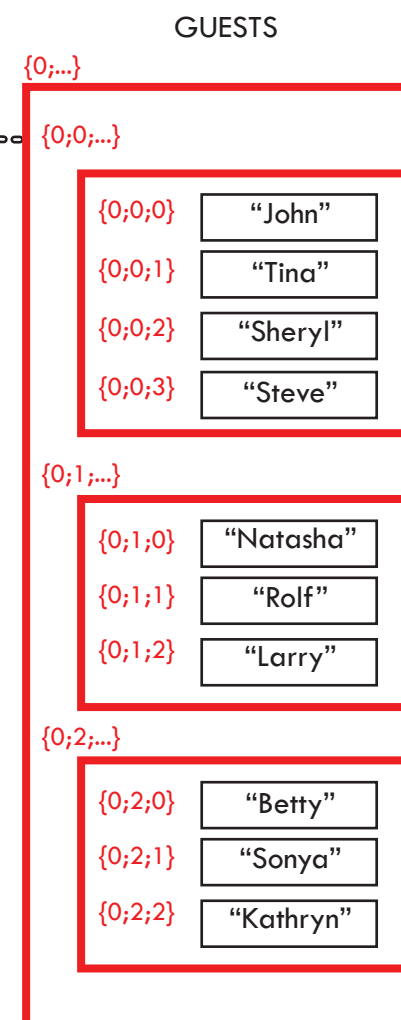 GUESTS
{0;...}
{0;0;...}
{0;0;0} “John”
{0;0;1} “Tina”
{0;0;2} “Sheryl”
{0;0;3} “Steve”
{0;1;...}
{0;1;0} “Natasha”
{0;1;1} “Rolf”
{0;1;2} “Larry”
{0;2;...}
{0;2;0} “Betty”
{0;2;1} “Sonya”
{0;2;2} “Kathryn”